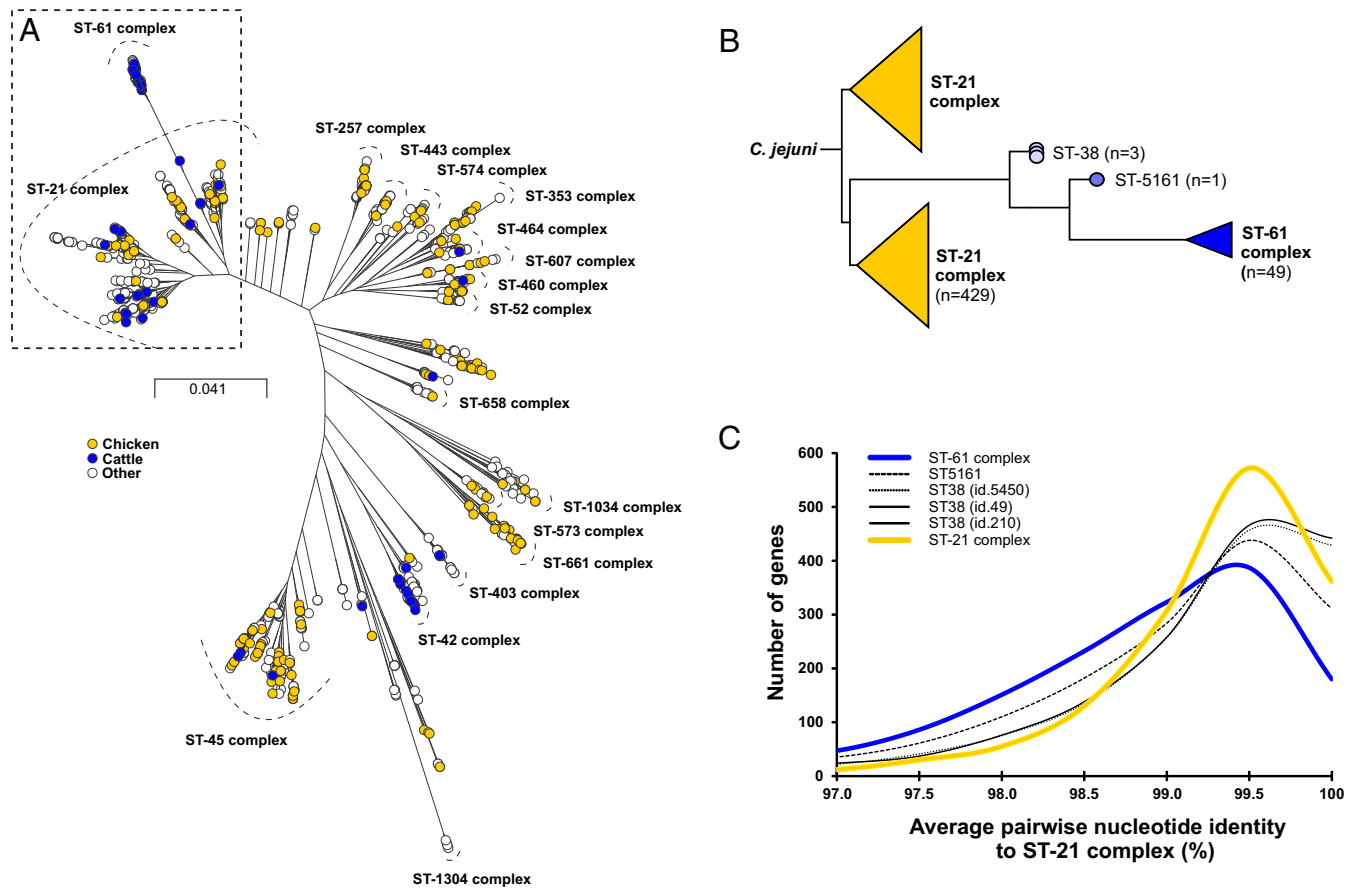 A
ST-61 complex
ST-21 complex
ST-257 complex
ST-443 complex
ST-574 complex
ST-353 complex
ST-464 complex
ST-607 complex
ST-460 complex
ST-52 complex
ST-658 complex
0.041
Chicken
Cattle
Other
ST-1034 complex
ST-573 complex
ST-661 complex
ST-403 complex
ST-42 complex
ST-45 complex
ST-1304 complex
B
ST-21
complex
C. jejuni
ST-38 (n=3)
ST-5161 (n=1)
ST-61
complex
(n=49)
ST-21
complex
(n=429)
C
ST-61 complex
ST5161
ST38 (id.5450)
ST38 (id.49)
ST38 (id.210)
ST-21 complex
Number of genes
600
500
400
300
200
100
0
97.0 97.5 98.0 98.5 99.0 99.5 100
Average pairwise nucleotide identity
to ST-21 complex (%)